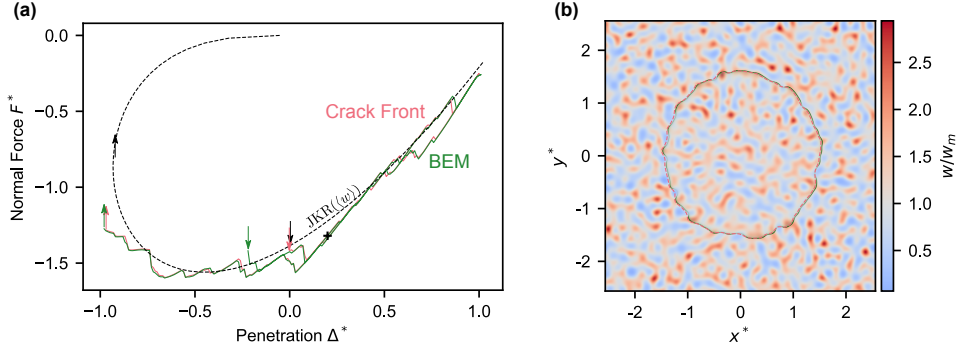 (a)
0.0
−0.5
−1.0
−1.5
Normal Force F*
Crack Front
BEM
JKR(⟨w⟩)
−1.0
−0.5
0.0
0.5
1.0
Penetration Δ*
(b)
2
1
0
-1
-2
y*
-2
-1
0
1
2
x*
2.5
2.0
1.5
1.0
0.5
w/wm